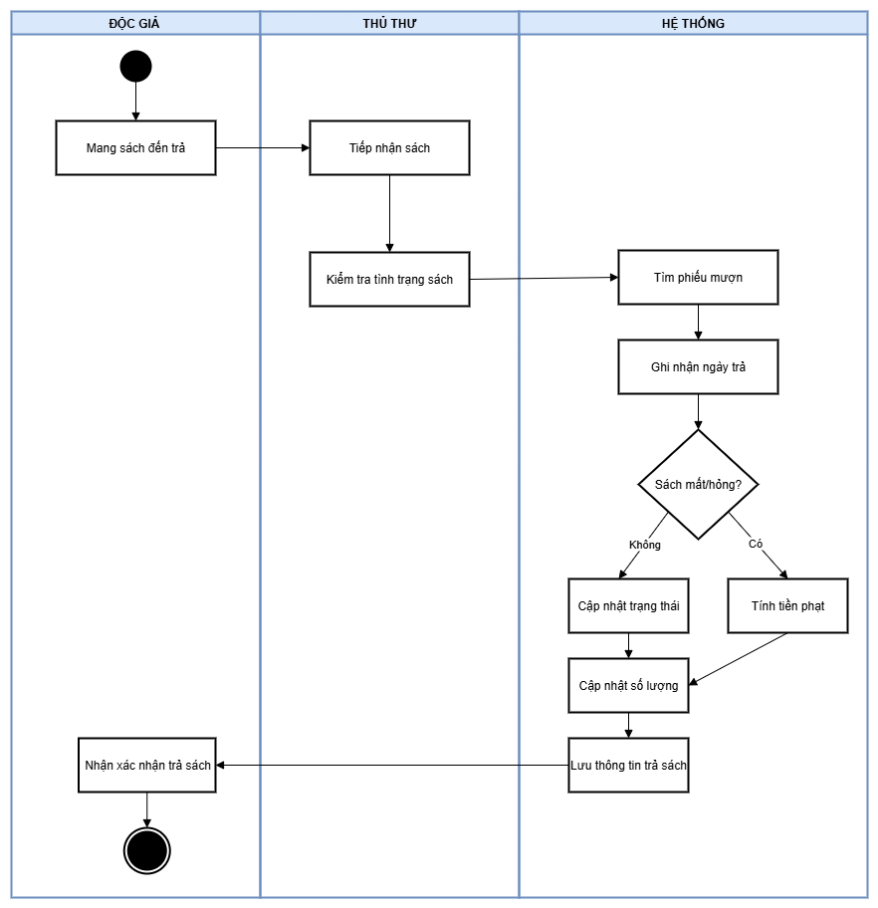 ĐỘC GIẢ
THỦ THƯ
HỆ THỐNG
Mang sách đến trả
Tiếp nhận sách
Kiểm tra tình trạng sách
Tìm phiếu mượn
Ghi nhận ngày trả
Sách mất/hỏng?
Không
Có
Cập nhật trạng thái
Tính tiền phạt
Cập nhật số lượng
Nhận xác nhận trả sách
Lưu thông tin trả sách